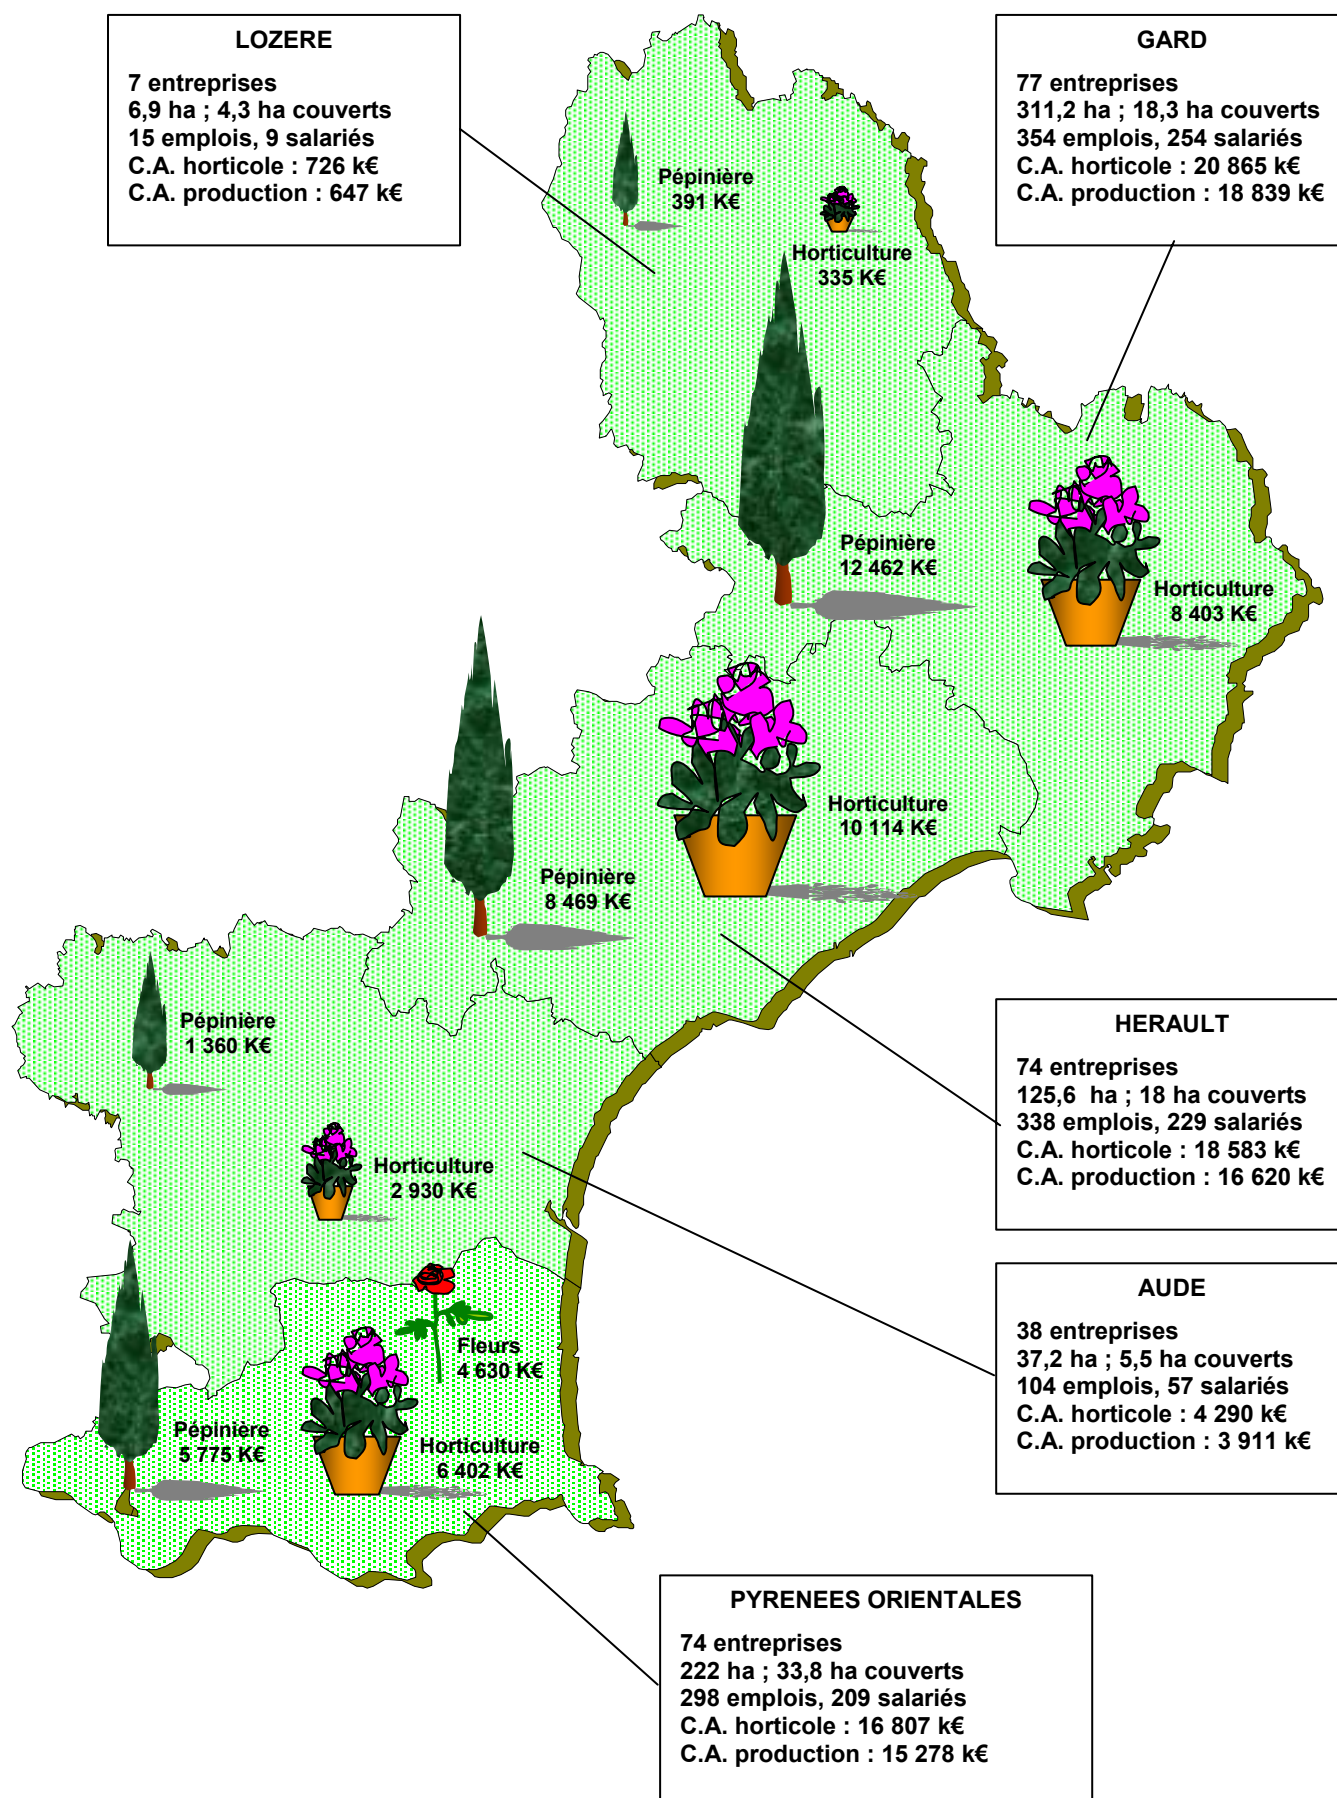 LOZERE
7 entreprises
6,9 ha ; 4,3 ha couverts
15 emplois, 9 salariés
C.A. horticole : 726 k€
C.A. production : 647 k€
GARD
77 entreprises
311,2 ha ; 18,3 ha couverts
354 emplois, 254 salariés
C.A. horticole : 20 865 k€
C.A. production : 18 839 k€
Pépinière
391 K€
Horticulture
335 K€
Pépinière
12 462 K€
Horticulture
8 403 K€
Horticulture
10 114 K€
Pépinière
8 469 K€
Pépinière
1 360 K€
HERAULT
74 entreprises
125,6  ha ; 18 ha couverts
338 emplois, 229 salariés
C.A. horticole : 18 583 k€
C.A. production : 16 620 k€
Horticulture
2 930 K€
AUDE
38 entreprises
37,2 ha ; 5,5 ha couverts
104 emplois, 57 salariés
C.A. horticole : 4 290 k€
C.A. production : 3 911 k€
Fleurs
4 630 K€
Pépinière
5 775 K€
Horticulture
6 402 K€
PYRENEES ORIENTALES
74 entreprises
222 ha ; 33,8 ha couverts
298 emplois, 209 salariés
C.A. horticole : 16 807 k€
C.A. production : 15 278 k€